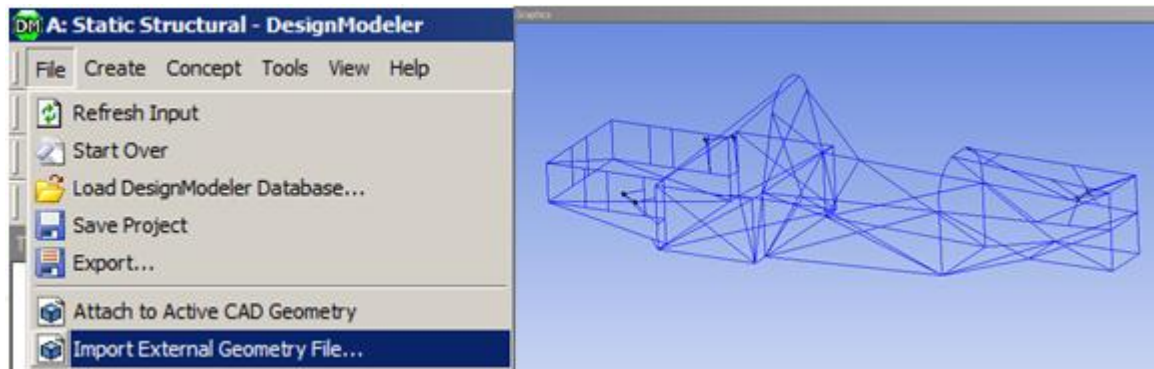 DM A: Static Structural - DesignModeler
File Create Concept Tools View Help
Refresh Input
Start Over
Load DesignModeler Database...
Save Project
Export...
Attach to Active CAD Geometry
Import External Geometry File...
Graphics